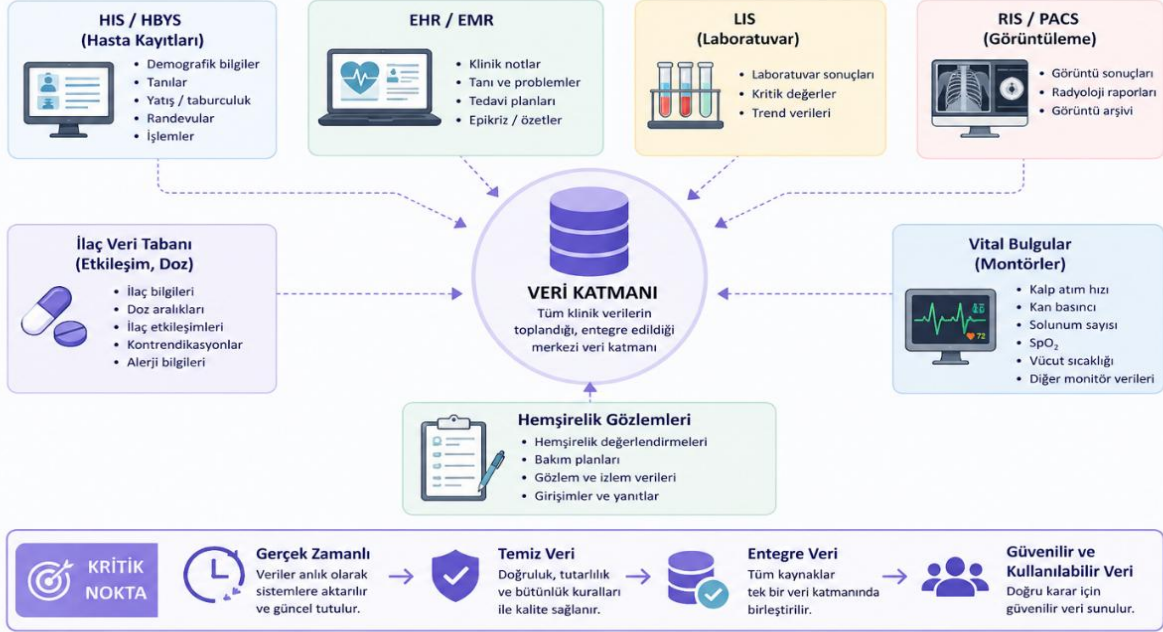 HIS / HBYS
(Hasta Kayıtları)
• Demografik bilgiler
• Tanılar
• Yatış / taburculuk
• Randevular
• İşlemler
EHR / EMR
• Klinik notlar
• Tanı ve problemler
• Tedavi planları
• Epikriz / özetler
LIS
(Laboratuvar)
• Laboratuvar sonuçları
• Kritik değerler
• Trend verileri
RIS / PACS
(Görüntüleme)
• Görüntü sonuçları
• Radyoloji raporları
• Görüntü arşivi
İlaç Veri Tabanı
(Etkileşim, Doz)
• İlaç bilgileri
• Doz aralıkları
• İlaç etkileşimleri
• Kontrendikasyonlar
• Alerji bilgileri
VERİ KATMANI
Tüm klinik verilerin
toplandığı, entegre edildiği
merkezi veri katmanı
Vital Bulgular
(Montörler)
72
• Kalp atım hızı
• Kan basıncı
• Solunum sayısı
• SpO₂
• Vücut sıcaklığı
• Diğer monitör verileri
Hemşirelik Gözlemleri
• Hemşirelik değerlendirmeleri
• Bakım planları
• Gözlem ve izlem verileri
• Girişimler ve yanıtlar
KRİTİK
NOKTA
Gerçek Zamanlı
Veriler anlık olarak
sistemlere aktarılır
ve güncel tutulur.
Temiz Veri
Doğruluk, tutarlılık
ve bütünlük kuralları
ile kalite sağlanır.
Entegre Veri
Tüm kaynaklar
tek bir veri katmanında
birleştirilir.
Güvenilir ve
Kullanılabilir Veri
Doğru karar için
güvenilir veri sunulur.